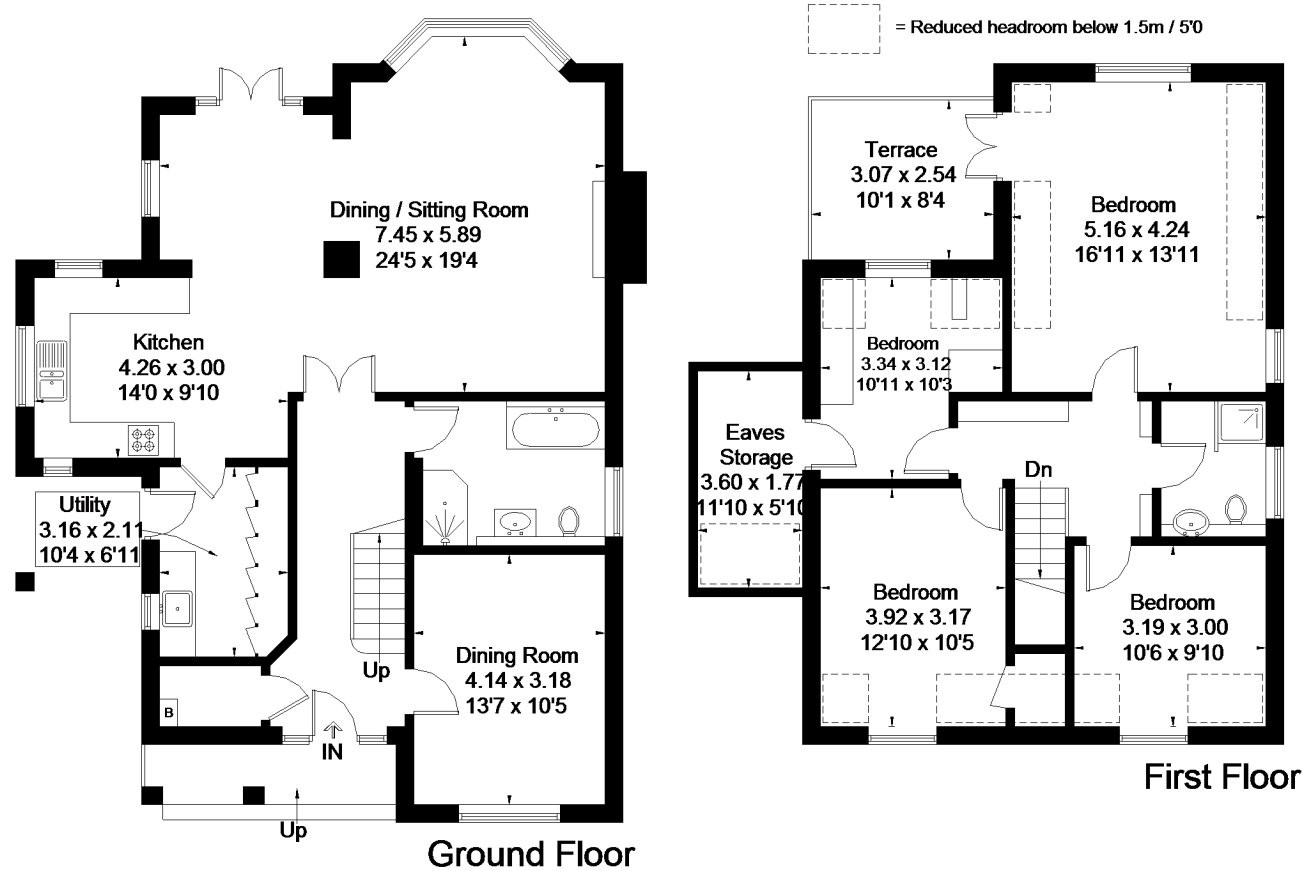 = Reduced headroom below 1.5m / 5'0
Dining / Sitting Room
7.45 x 5.89
24'5 x 19'4
Kitchen
4.26 x 3.00
14'0 x 9'10
Utility
3.16 x 2.11
10'4 x 6'11
B
Up
IN
Up
Dining Room
4.14 x 3.18
13'7 x 10'5
Ground Floor
Terrace
3.07 x 2.54
10'1 x 8'4
Bedroom
5.16 x 4.24
16'11 x 13'11
Bedroom
3.34 x 3.12
10'11 x 10'3
Eaves
Storage
3.60 x 1.77
11'10 x 5'10
Dn
Bedroom
3.92 x 3.17
12'10 x 10'5
Bedroom
3.19 x 3.00
10'6 x 9'10
First Floor